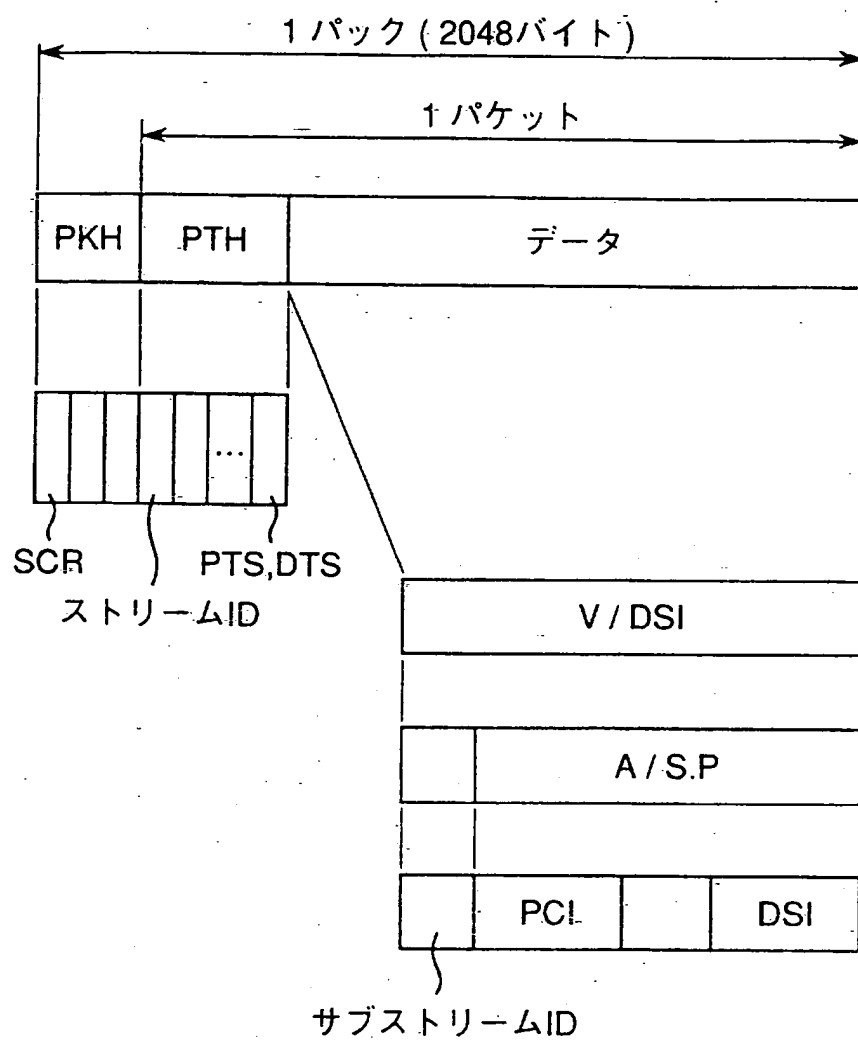 1 パック ( 2048バイト )
1 パケット
PKH
PTH
データ
...
SCR
PTS,DTS
ストリームID
V / DSI
A / S.P
PCI
DSI
サブストリームID